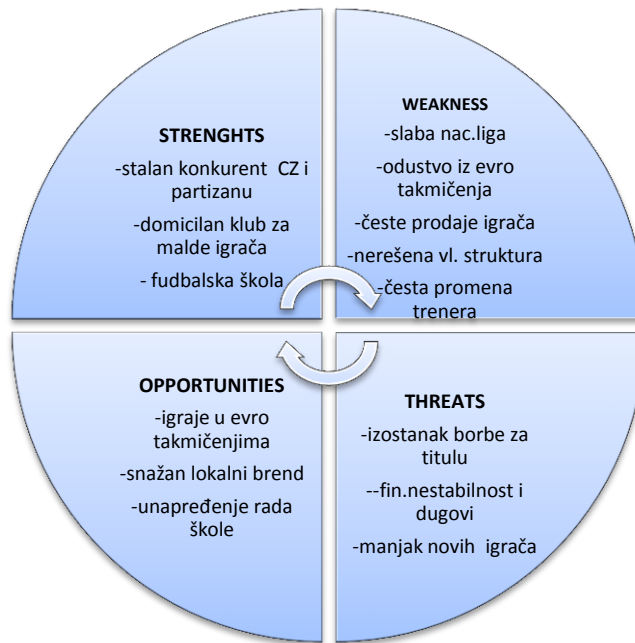 STRENGHTS
-stalan konkurent CZ i
partizanu
-domicilan klub za
malde igrača
- fudbalska škola
WEAKNESS
-slaba nac.liga
-odustvo iz evro
takmičenja
-česte prodaje igrača
-nerešena vl. struktura
-česta promena
trenera
OPPORTUNITIES
-igraje u evro
takmičenjima
-snažan lokalni brend
-unapređenje rada
škole
THREATS
-izostanak borbe za
titulu
--fin.nestabilnost i
dugovi
-manjak novih igrača